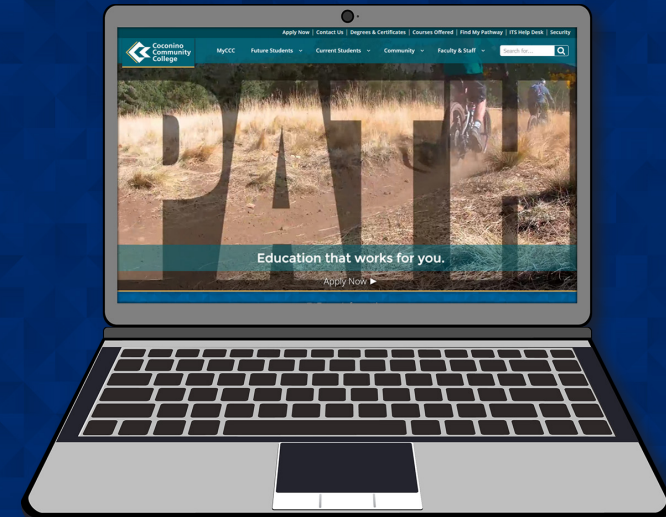 Apply Now | Contact Us | Degrees & Certificates | Courses Offered | Find My Pathway | ITS Help Desk | Security
Coconino
Community
College
MyCCC Future Students Current Students Community Faculty & Staff Search for...
PATH
Education that works for you.
Apply Now ▶